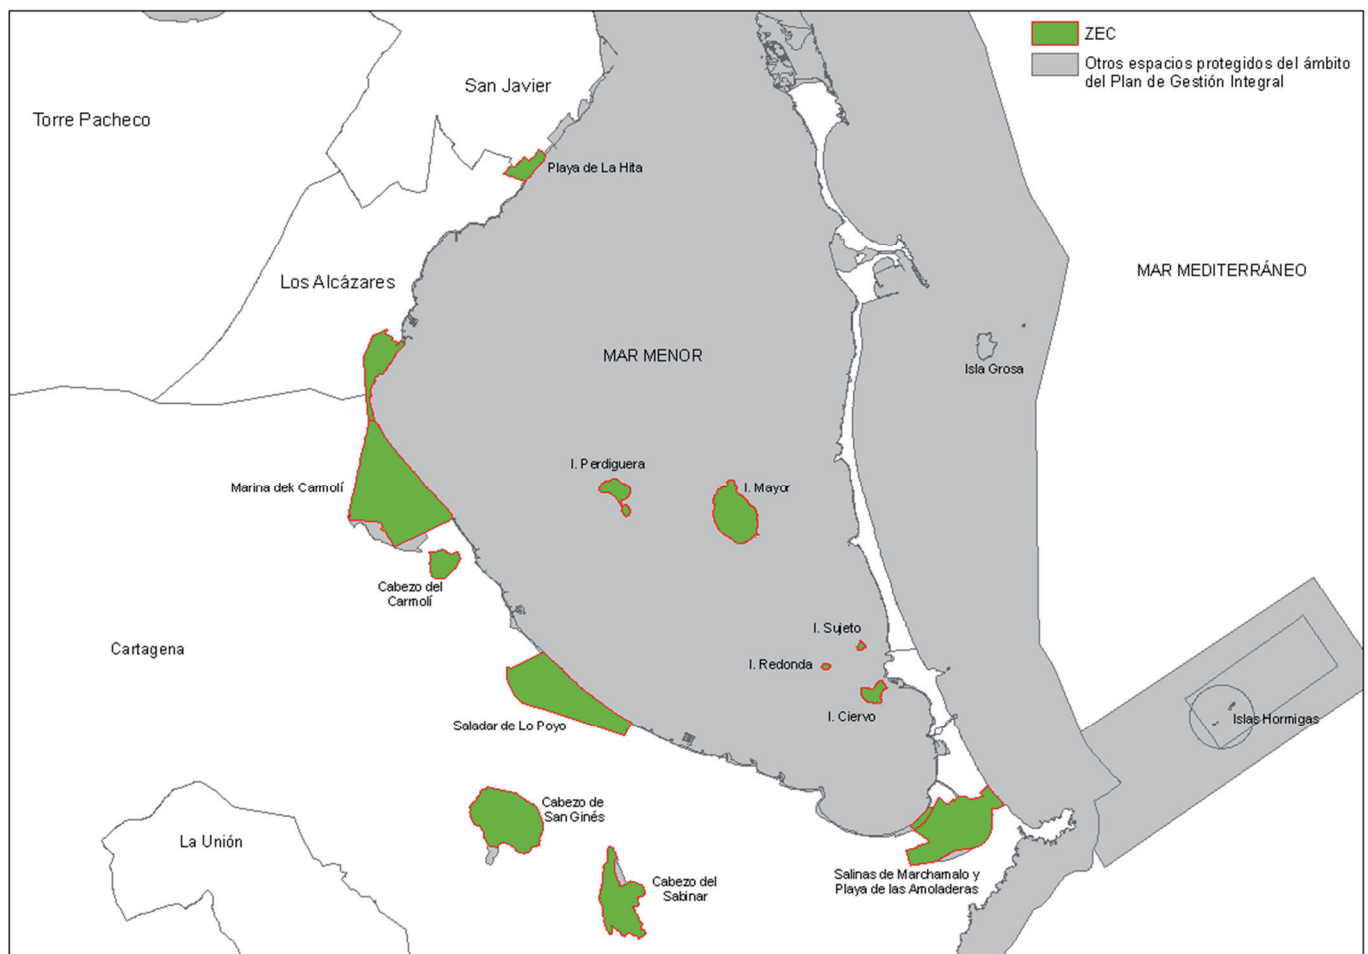 ZEC
Otros espacios protegidos del ámbito
del Plan de Gestión Integral
San Javier
Torre Pacheco
Playa de La Hita
MAR MEDITERRÁNEO
Los Alcázares
MAR MENOR
Isla Grosa
I. Perdiguera
I. Mayor
Marina dek Carmolí
Cabezo del
Carmolí
I. Sujeto
Cartagena
I. Redonda
I. Ciervo
Islas Hormigas
Saladar de Lo Poyo
Cabezo de
San Ginés
La Unión
Salinas de Marchamalo y
Playa de las Amoladeras
Cabezo del
Sabinar